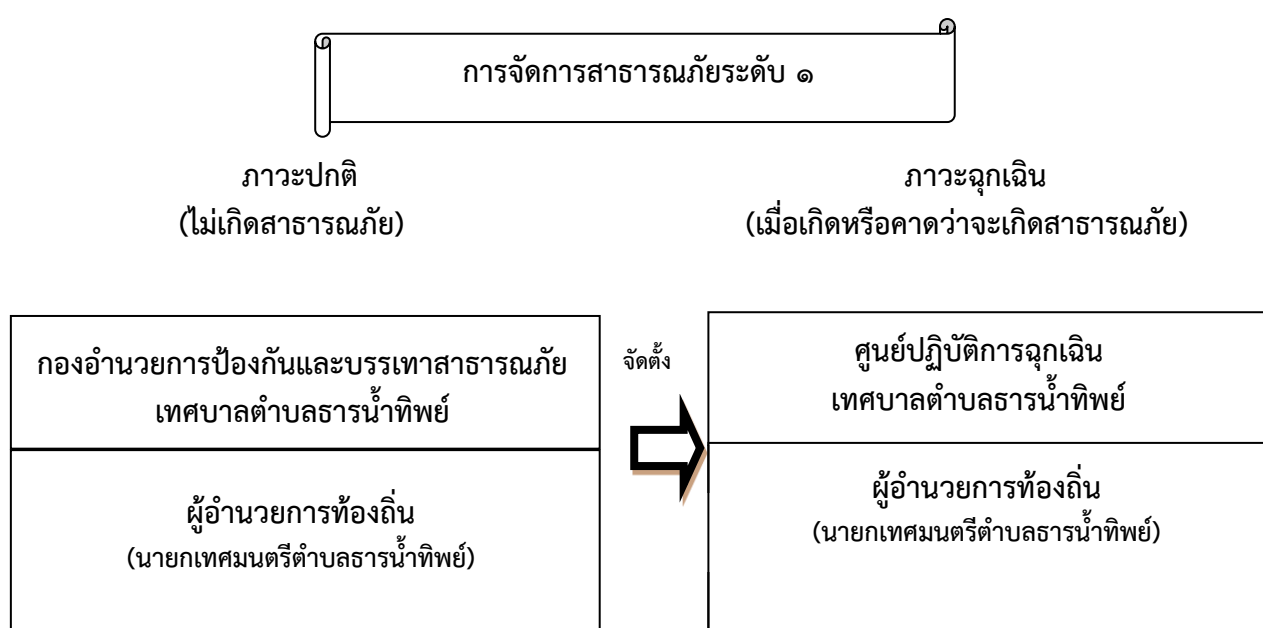 การจัดการสาธารณภัยระดับ ๑
ภาวะปกติ
(ไม่เกิดสาธารณภัย)
ภาวะฉุกเฉิน
(เมื่อเกิดหรือคาดว่าจะเกิดสาธารณภัย)
กองอำนวยการป้องกันและบรรเทาสาธารณภัย
เทศบาลตำบลธารน้ำทิพย์
ผู้อำนวยการท้องถิ่น
(นายกเทศมนตรีตำบลธารน้ำทิพย์)
จัดตั้ง
ศูนย์ปฏิบัติการฉุกเฉิน
เทศบาลตำบลธารน้ำทิพย์
ผู้อำนวยการท้องถิ่น
(นายกเทศมนตรีตำบลธารน้ำทิพย์)